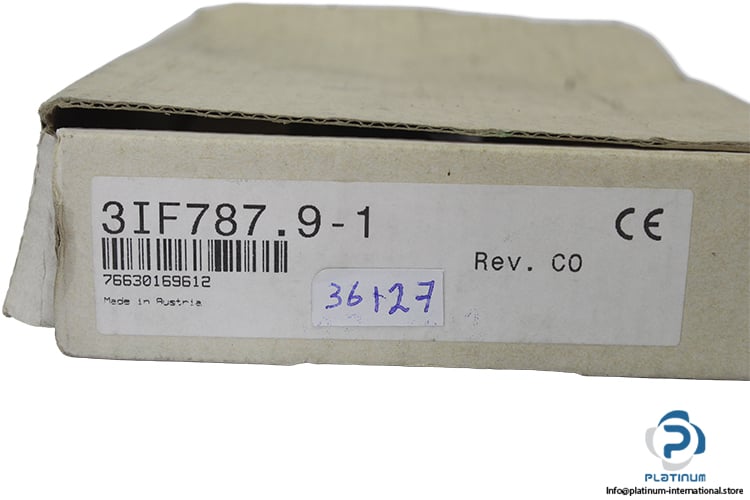 3IF787.9-1
CE
Rev. C0
76630169612
Made in Austria
36127
PLATINUM
Info@platinum-international.store